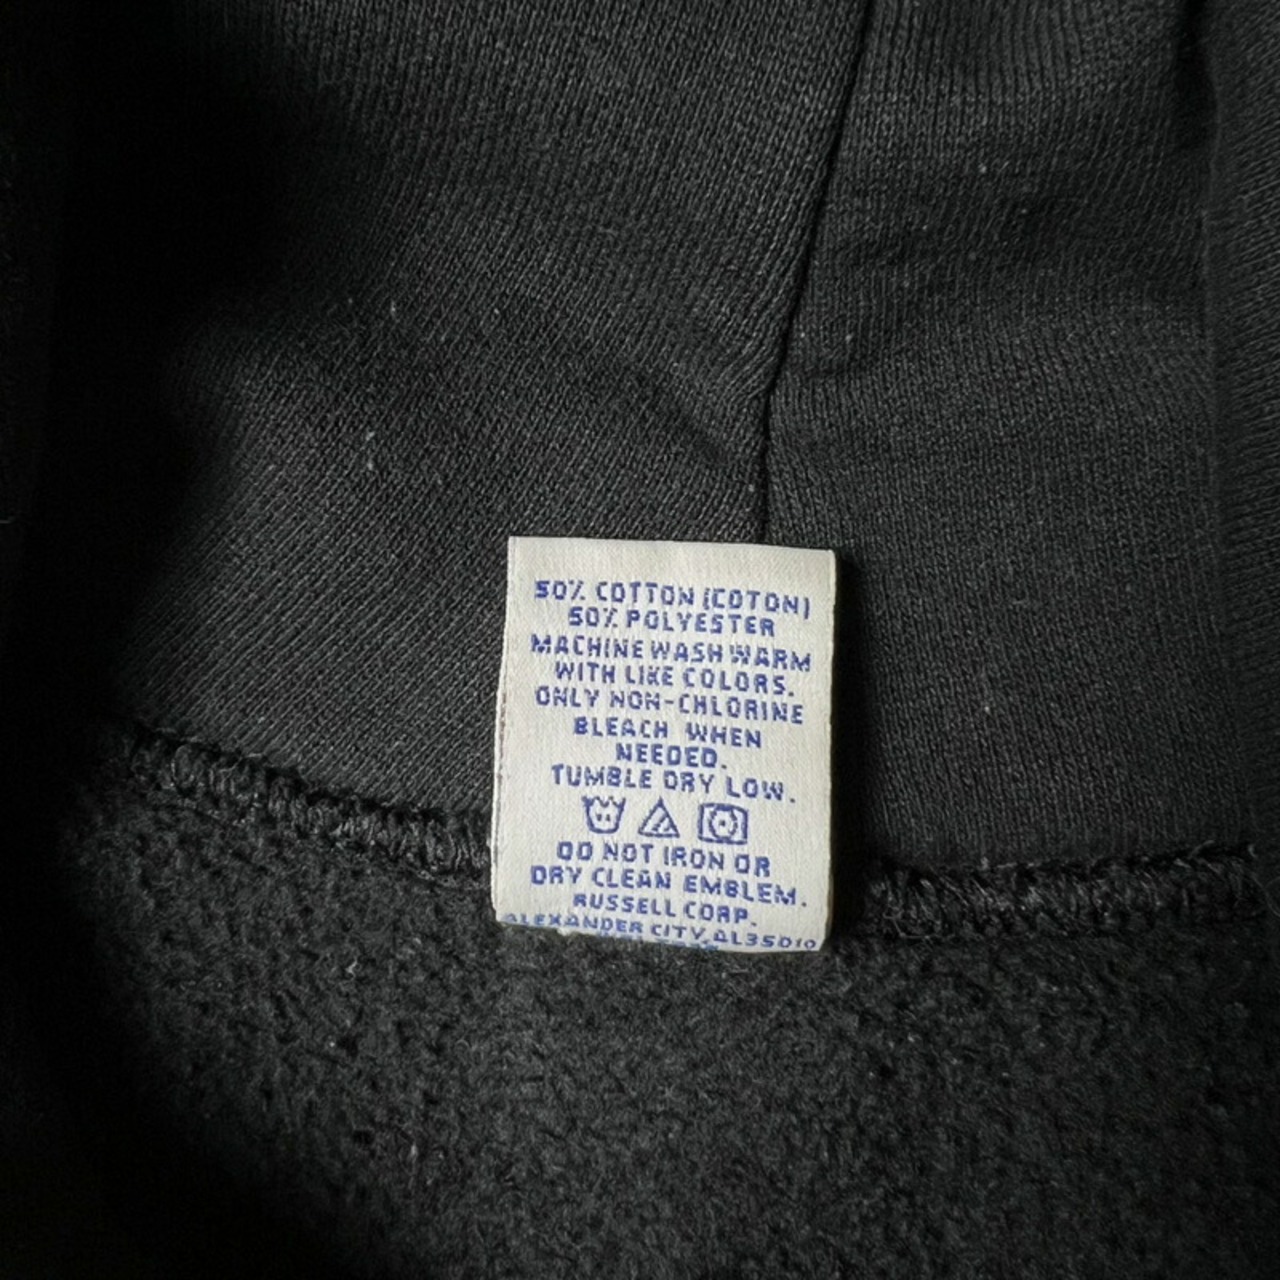 50% COTTON (COTON)
50% POLYESTER
MACHINE WASH WARM
WITH LIKE COLORS.
ONLY NON-CHLORINE
BLEACH WHEN
NEEDED.
TUMBLE DRY LOW.
DO NOT IRON OR
DRY CLEAN EMBLEM.
RUSSELL CORP.
ALEXANDER CITY, AL35010